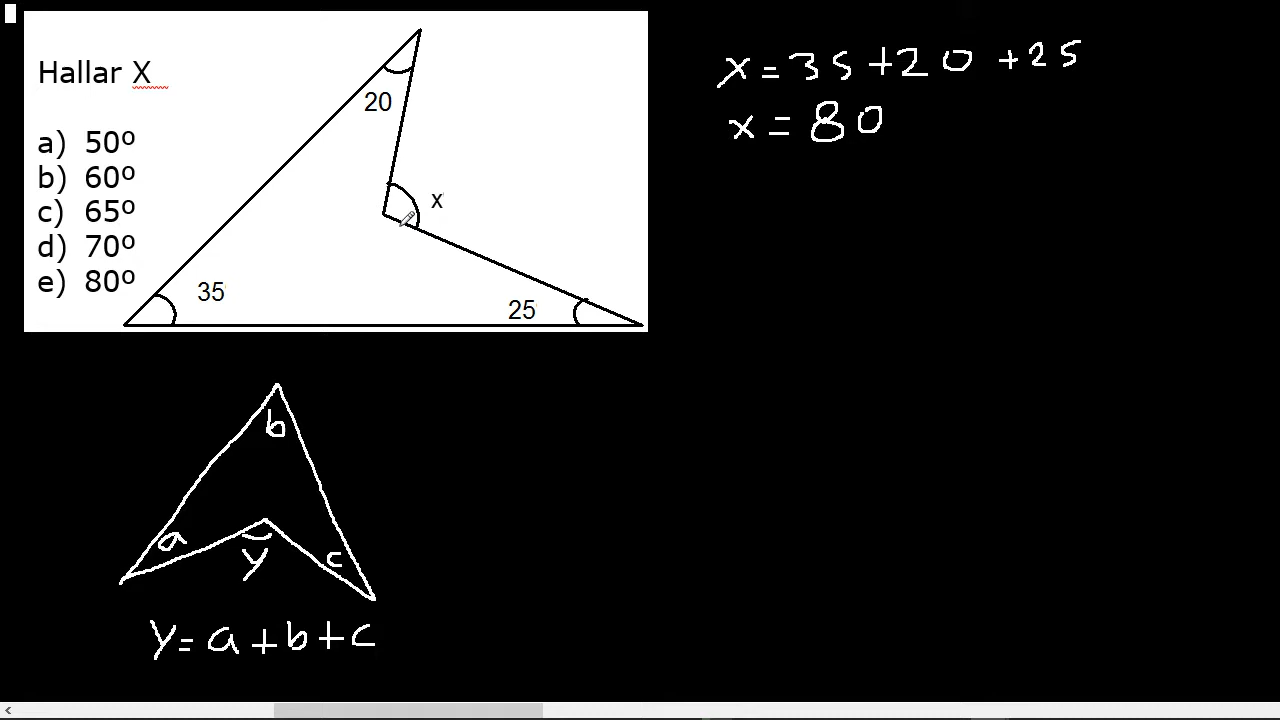 Hallar X
a) 50º
b) 60º
c) 65º
d) 70º
e) 80º
20
x
35
25
x = 35 + 20 + 25
x = 80
b
a
y
c
y = a + b + c